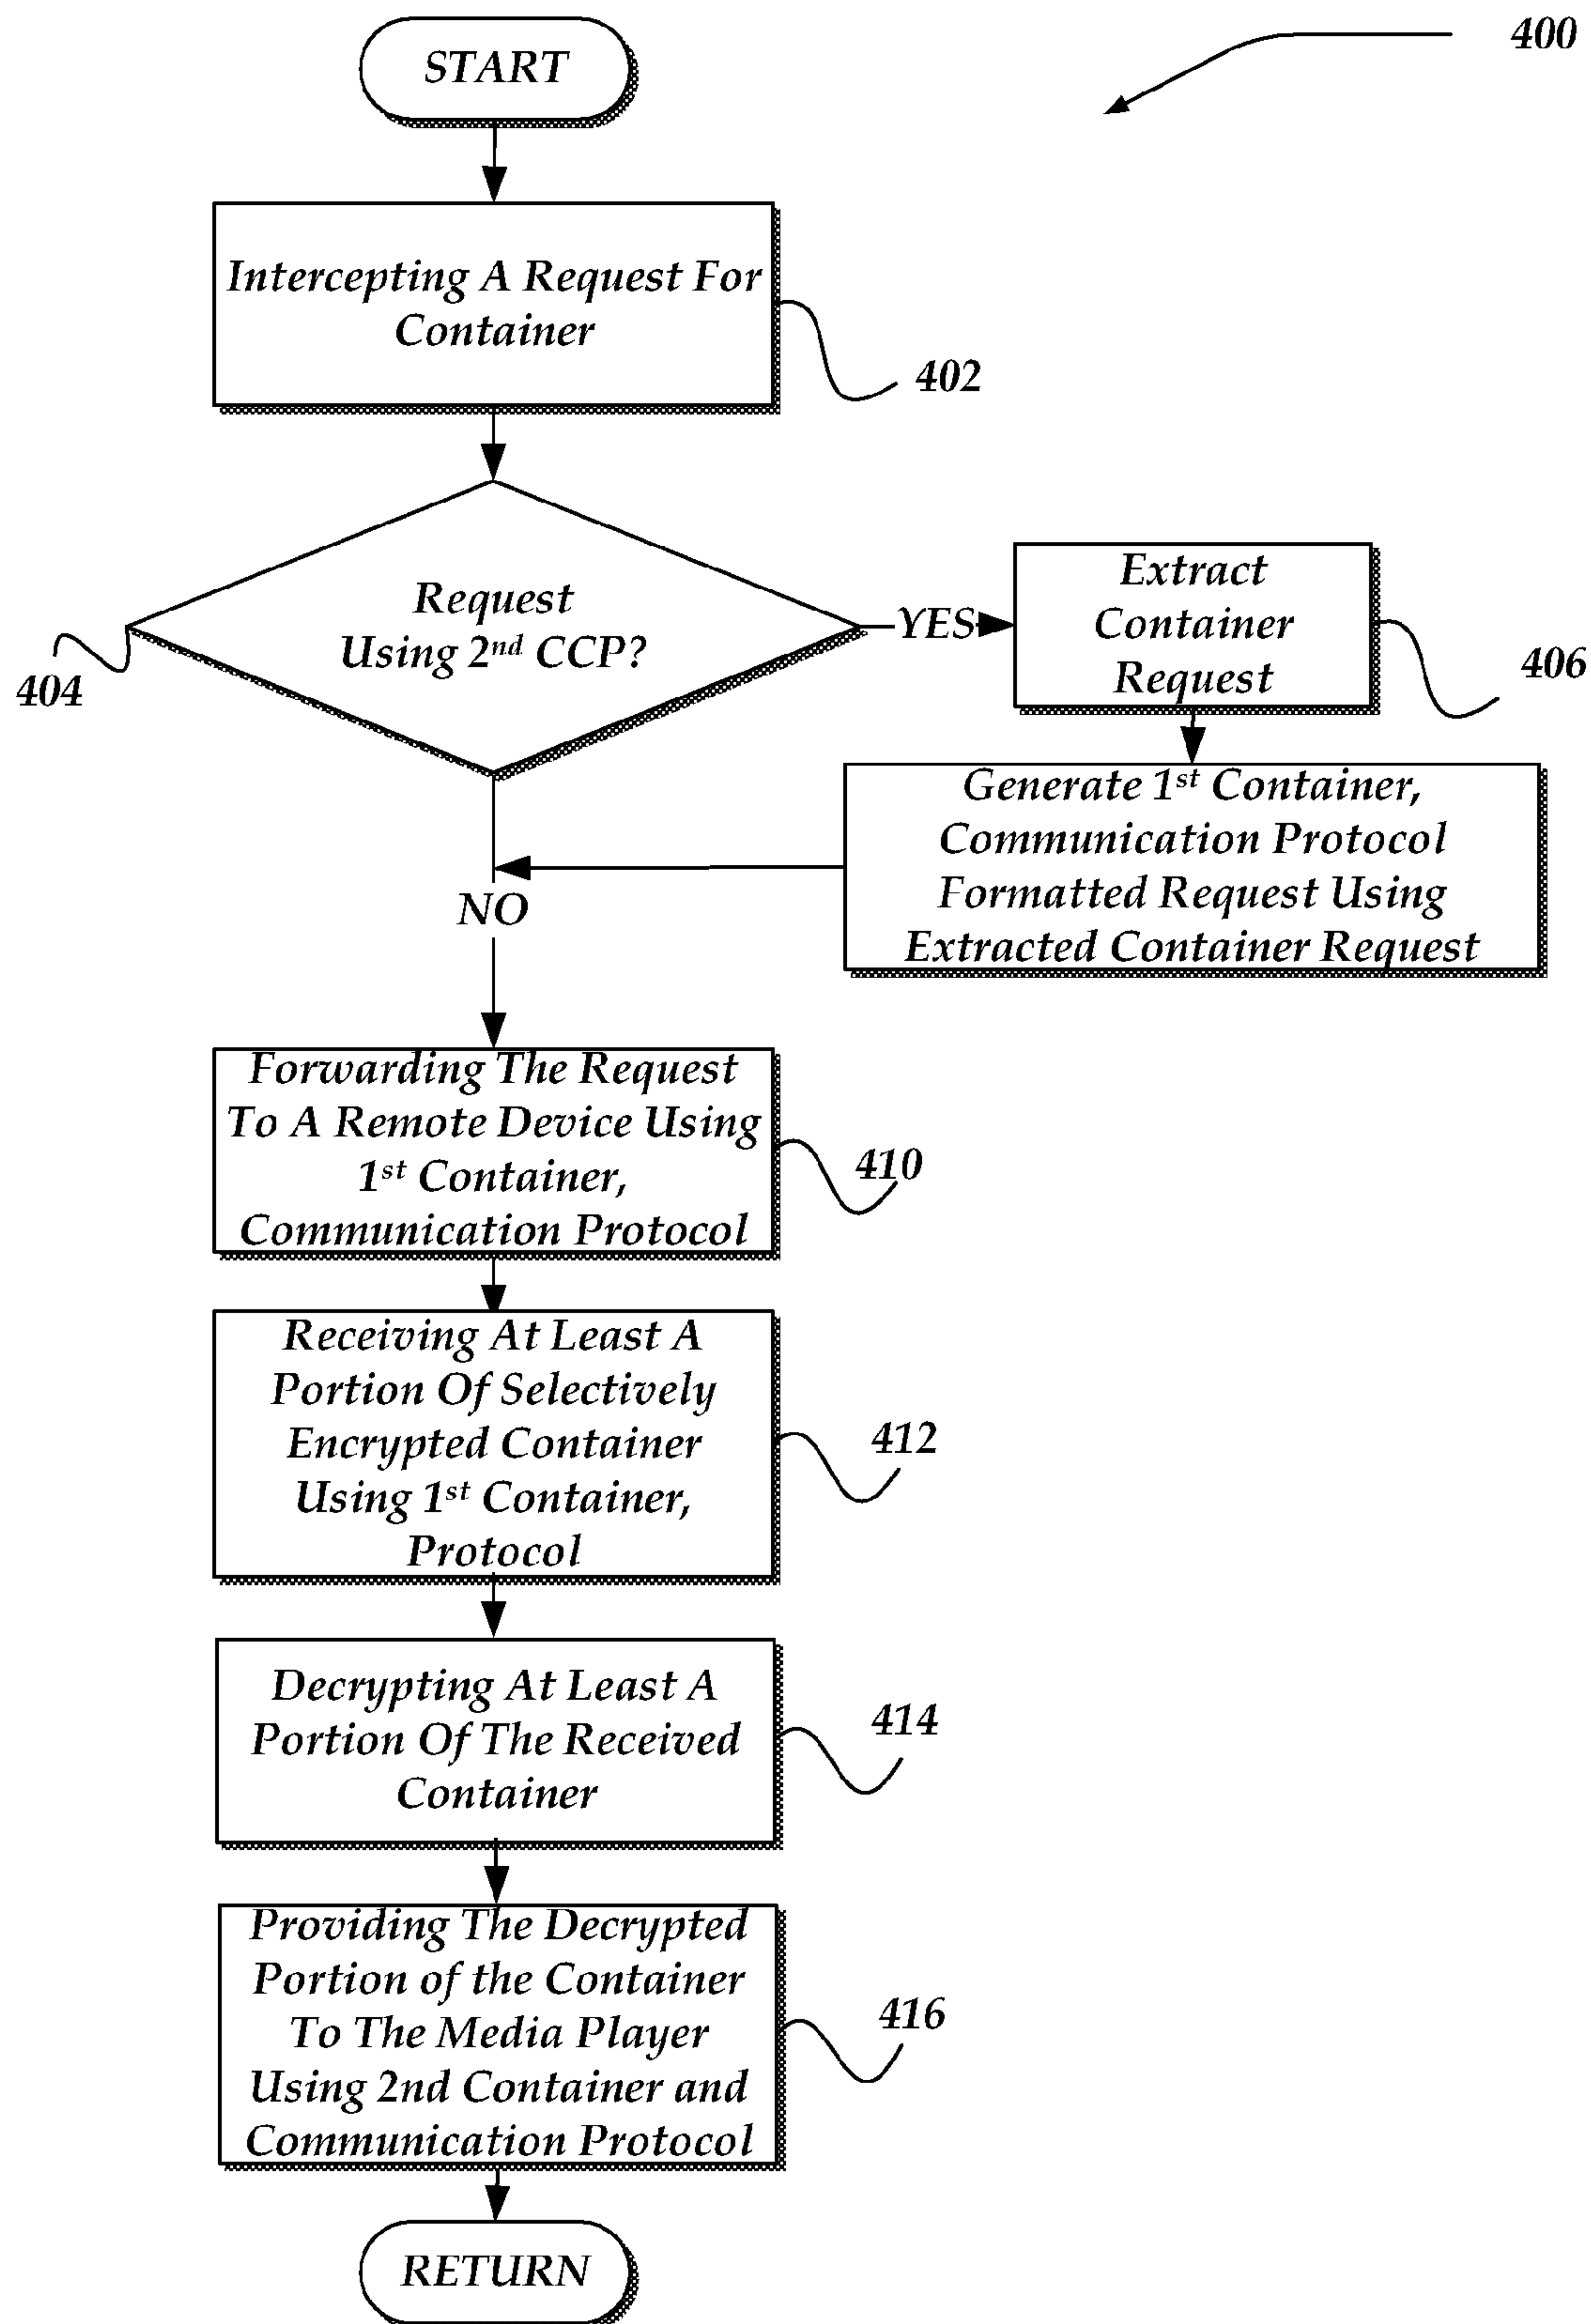 START
400
Intercepting A Request For
Container
402
Request
Using 2nd CCP?
404
YES
Extract
Container
Request
406
Generate 1st Container,
Communication Protocol
Formatted Request Using
Extracted Container Request
NO
Forwarding The Request
To A Remote Device Using
1st Container,
Communication Protocol
410
Receiving At Least A
Portion Of Selectively
Encrypted Container
Using 1st Container,
Protocol
412
Decrypting At Least A
Portion Of The Received
Container
414
Providing The Decrypted
Portion of the Container
To The Media Player
Using 2nd Container and
Communication Protocol
416
RETURN